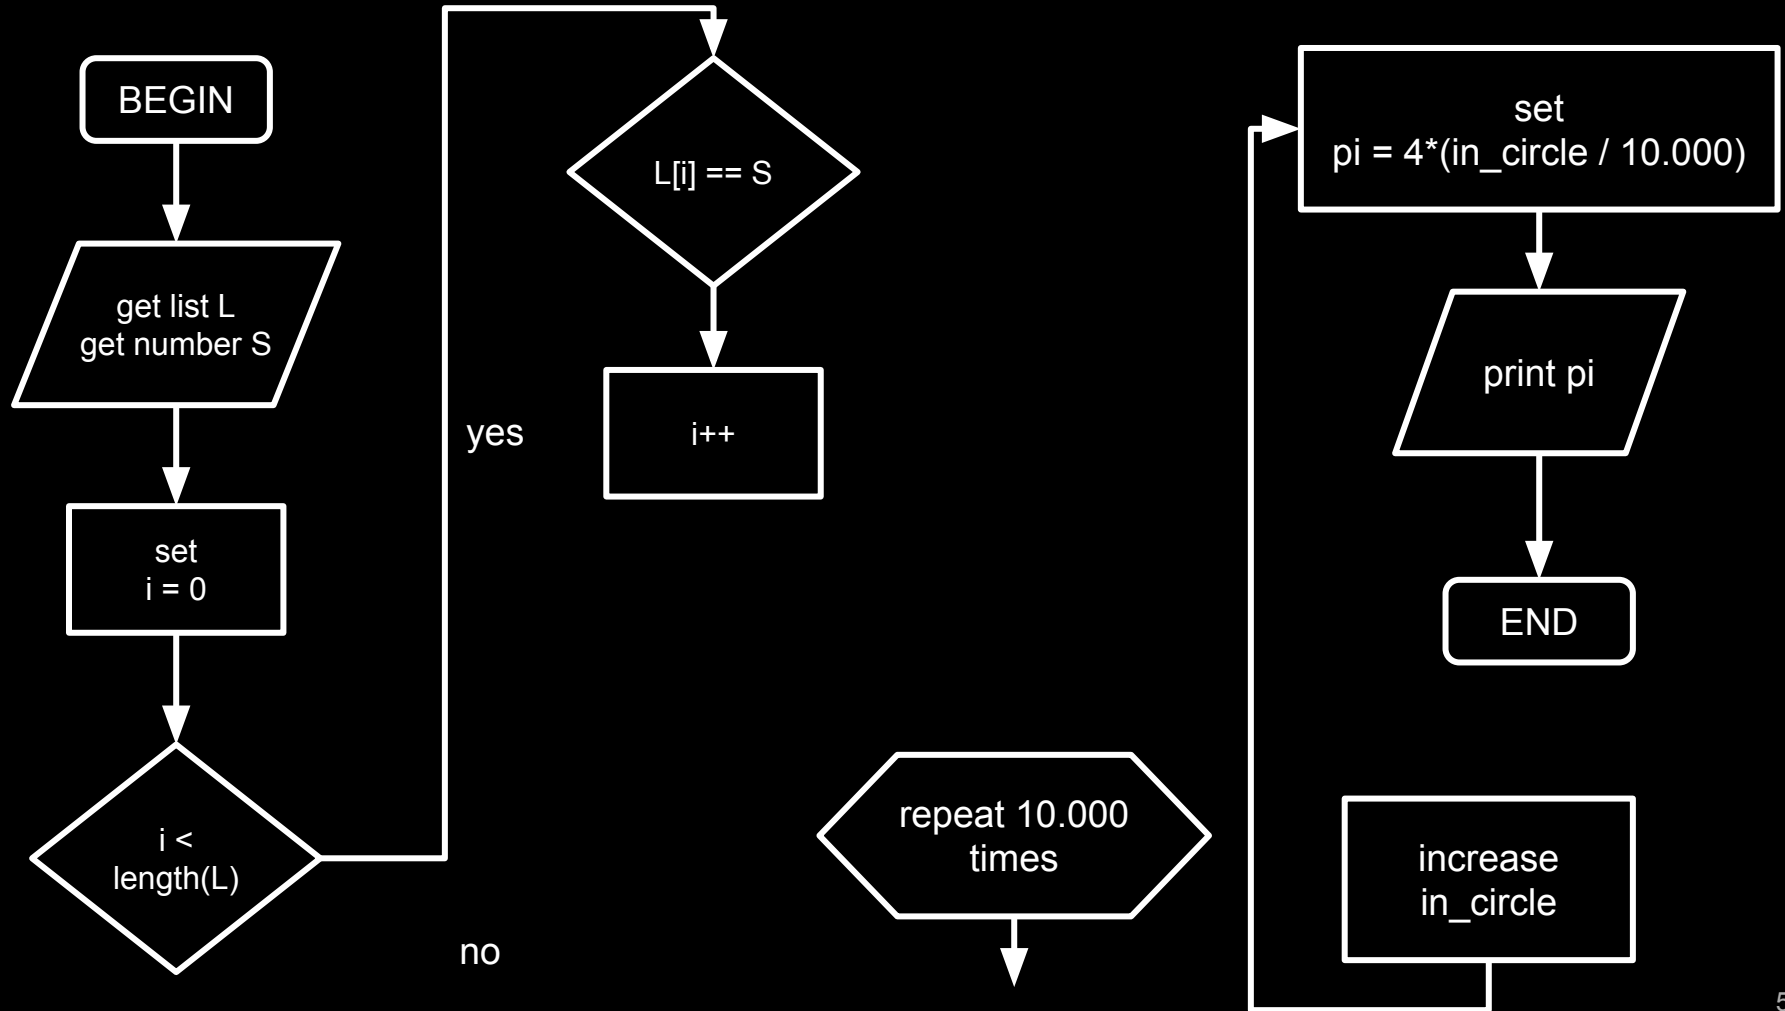 BEGIN
get list L
get number S
set
i = 0
i <
length(L)
yes
no
L[i] == S
i++
repeat 10.000
times
set
pi = 4*(in_circle / 10.000)
print pi
END
increase
in_circle
5